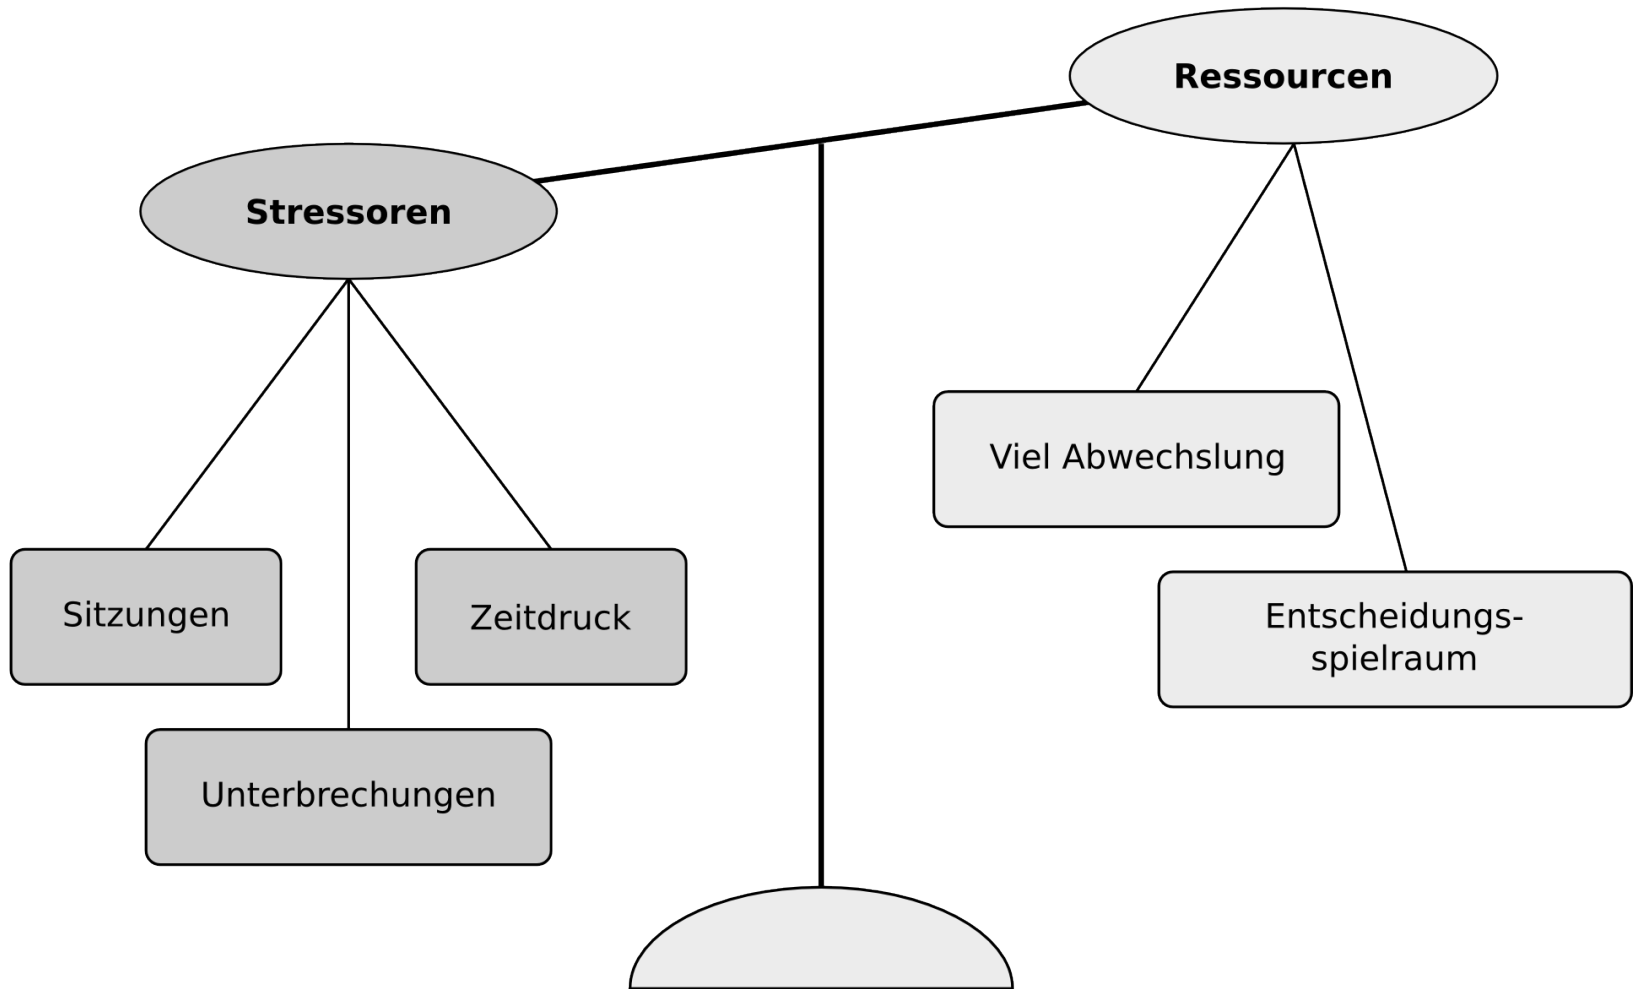 Ressourcen
Stressoren
Viel Abwechslung
Sitzungen
Zeitdruck
Entscheidungs-
spielraum
Unterbrechungen